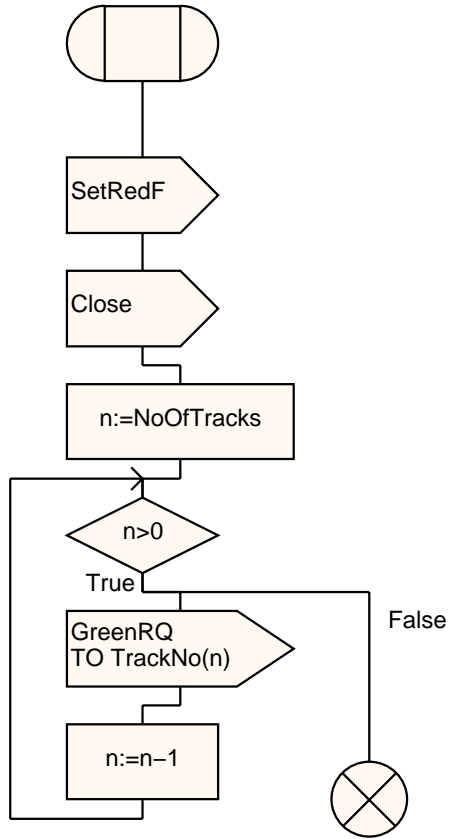 SetRedF
Close
n:=NoOfTracks
n>0
True
False
GreenRQ
TO TrackNo(n)
n:=n−1